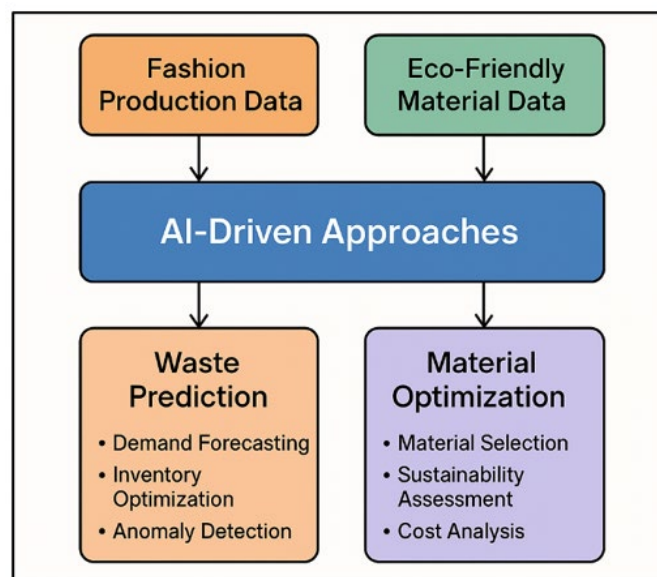 Fashion
Production Data
Eco-Friendly
Material Data
AI-Driven Approaches
Waste
Prediction
• Demand Forecasting
• Inventory
Optimization
• Anomaly Detection
Material
Optimization
• Material Selection
• Sustainability
Assessment
• Cost Analysis